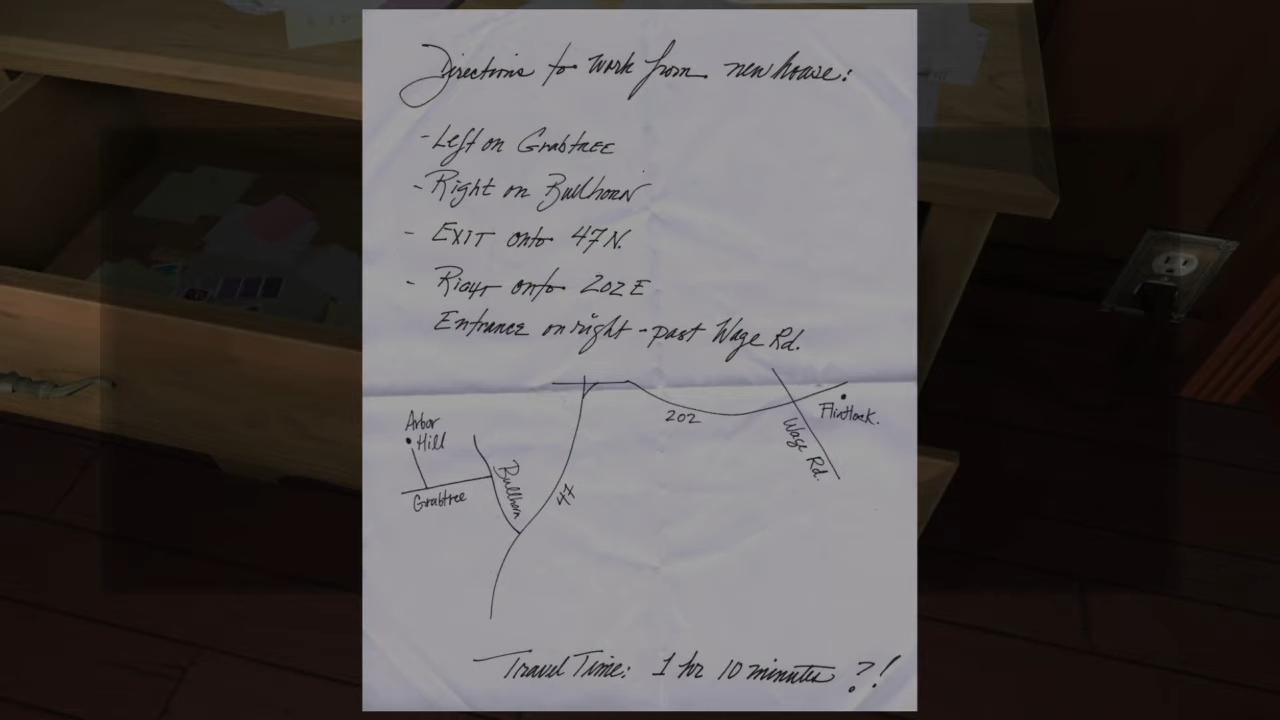 Directions to work from new house:
- Left on Grabtree
- Right on Bullhorn
- Exit onto 47 N.
- Right onto 202 E
Entrance on right - past Wage Rd.
202
Flintlock.
Arbor
Hill
Wage Rd.
Bullhorn
Grabtree
47
Travel Time: 1 hr 10 minutes ?!